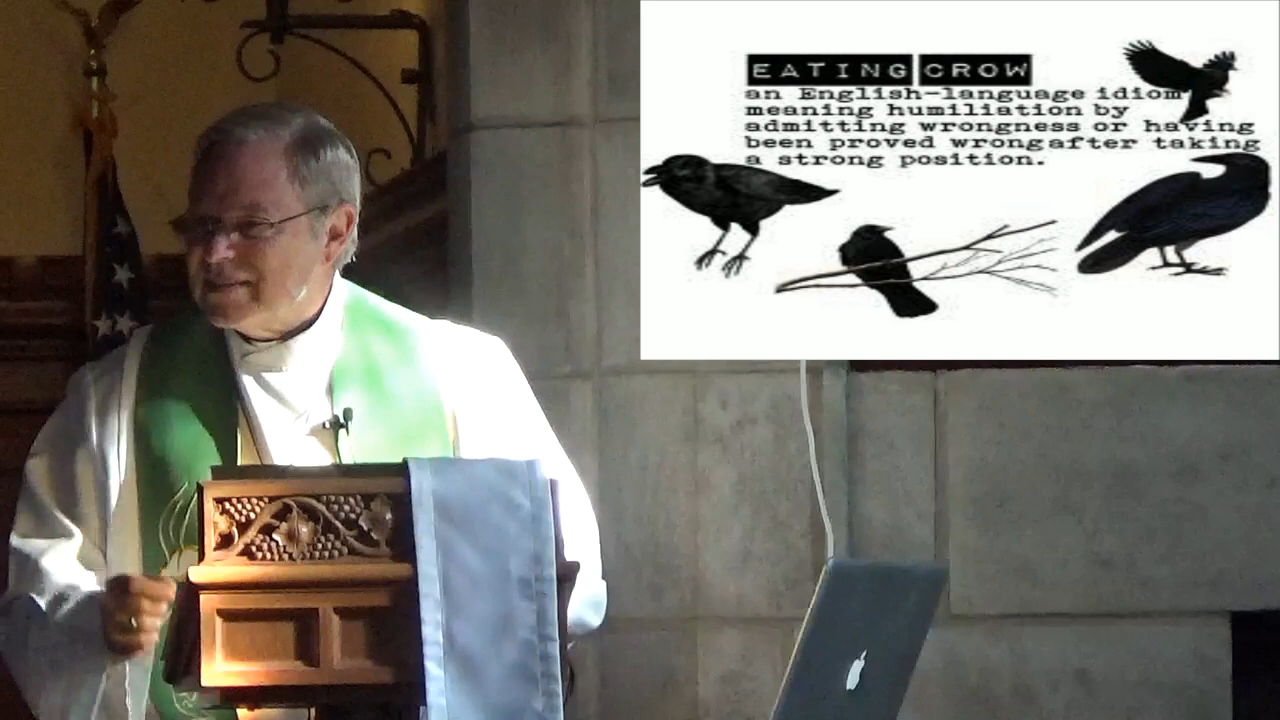 EATING CROW
an English-language idiom
meaning humiliation by
admitting wrongness or having
been proved wrongafter taking
a strong position.